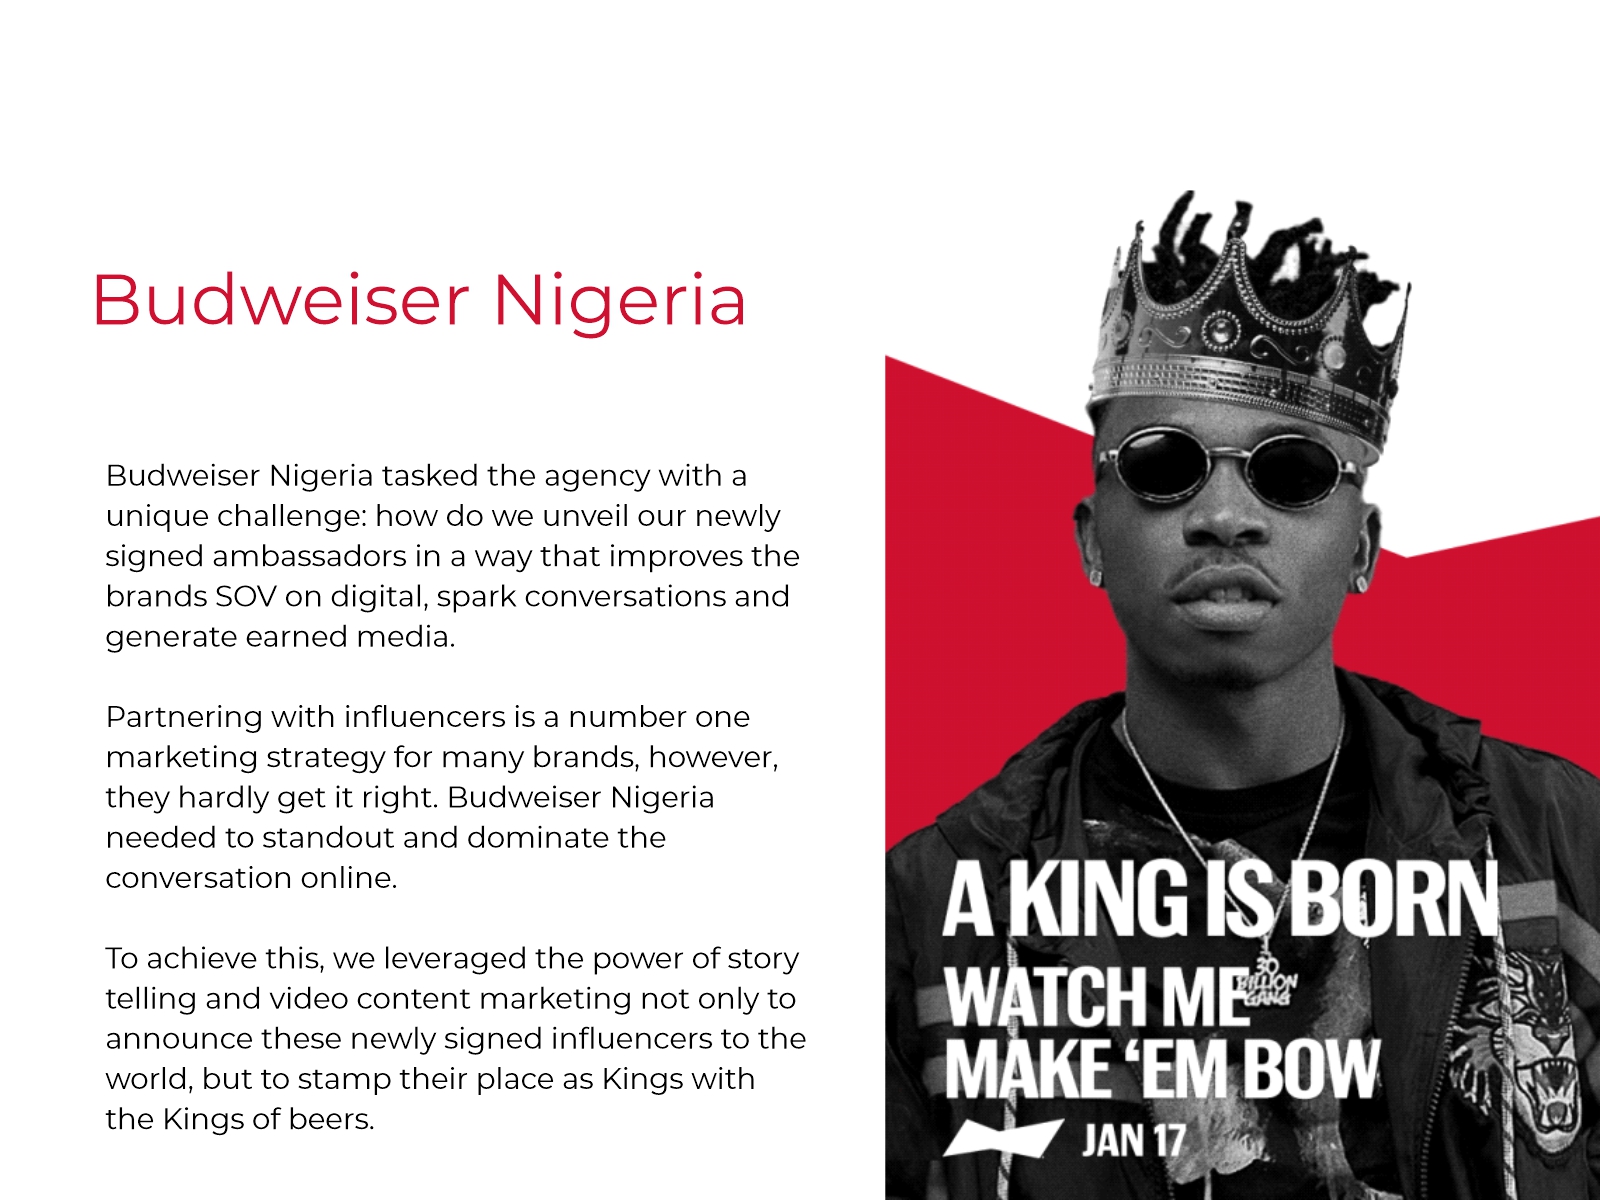 Budweiser Nigeria
Budweiser Nigeria tasked the agency with a
unique challenge: how do we unveil our newly
signed ambassadors in a way that improves the
brands SOV on digital, spark conversations and
generate earned media.
Partnering with influencers is a number one
marketing strategy for many brands, however,
they hardly get it right. Budweiser Nigeria
needed to standout and dominate the
conversation online.
To achieve this, we leveraged the power of story
telling and video content marketing not only to
announce these newly signed influencers to the
world, but to stamp their place as Kings with
the Kings of beers.
A KING IS BORN
30
BILLION
GANG
WATCH ME
MAKE ‘EM BOW
JAN 17